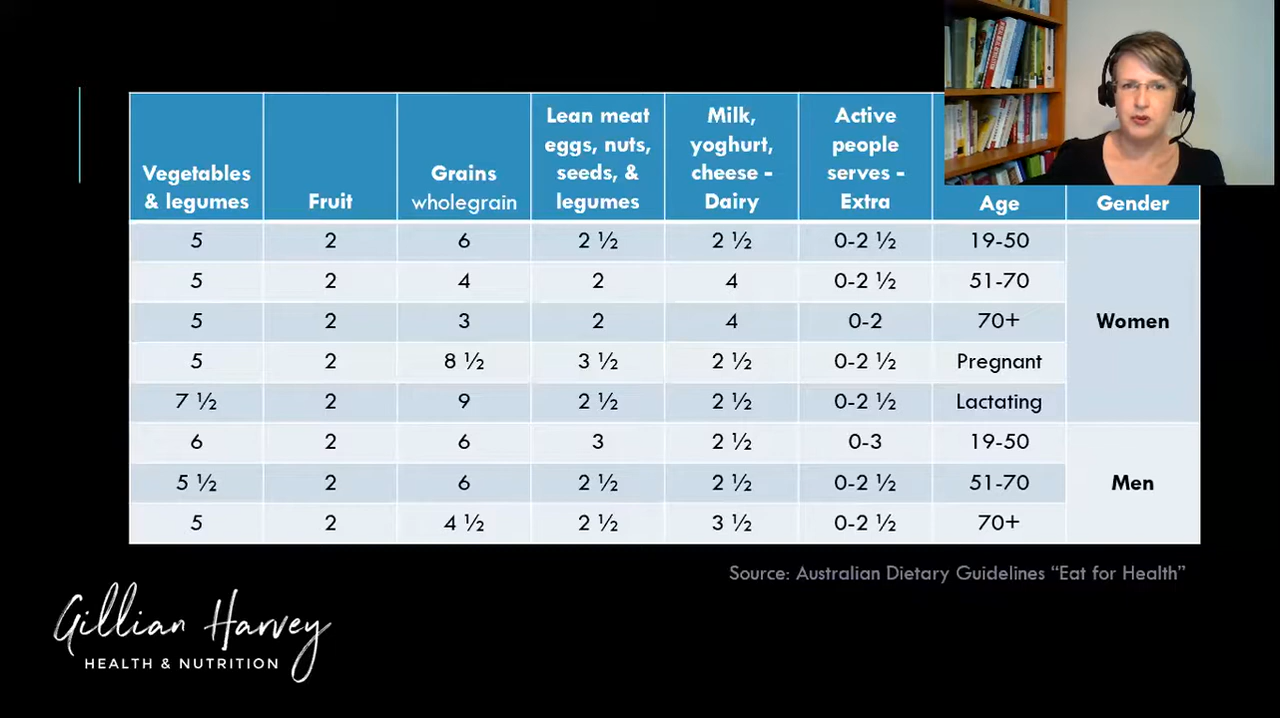 Vegetables & legumes Fruit Grains wholegrain Lean meat eggs, nuts, seeds, & legumes Milk, yoghurt, cheese - Dairy Active people serves - Extra Age Gender
5 2 6 2 ½ 2 ½ 0-2 ½ 19-50
5 2 4 2 4 0-2 ½ 51-70
5 2 3 2 4 0-2 70+ Women
5 2 8 ½ 3 ½ 2 ½ 0-2 ½ Pregnant
7 ½ 2 9 2 ½ 2 ½ 0-2 ½ Lactating
6 2 6 3 2 ½ 0-3 19-50
5 ½ 2 6 2 ½ 2 ½ 0-2 ½ 51-70 Men
5 2 4 ½ 2 ½ 3 ½ 0-2 ½ 70+
Source: Australian Dietary Guidelines “Eat for Health”
Gillian Harvey
HEALTH & NUTRITION